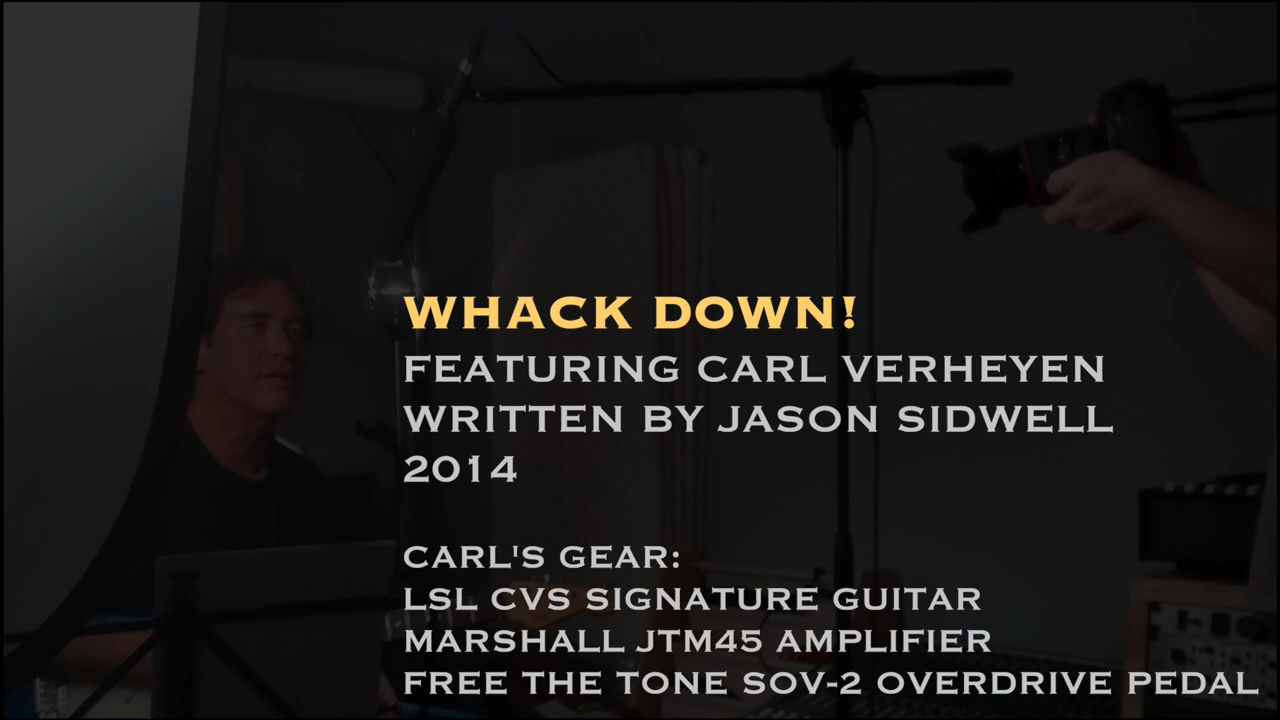 WHACK DOWN!
FEATURING CARL VERHEYEN
WRITTEN BY JASON SIDWELL
2014
CARL'S GEAR:
LSL CVS SIGNATURE GUITAR
MARSHALL JTM45 AMPLIFIER
FREE THE TONE SOV-2 OVERDRIVE PEDAL